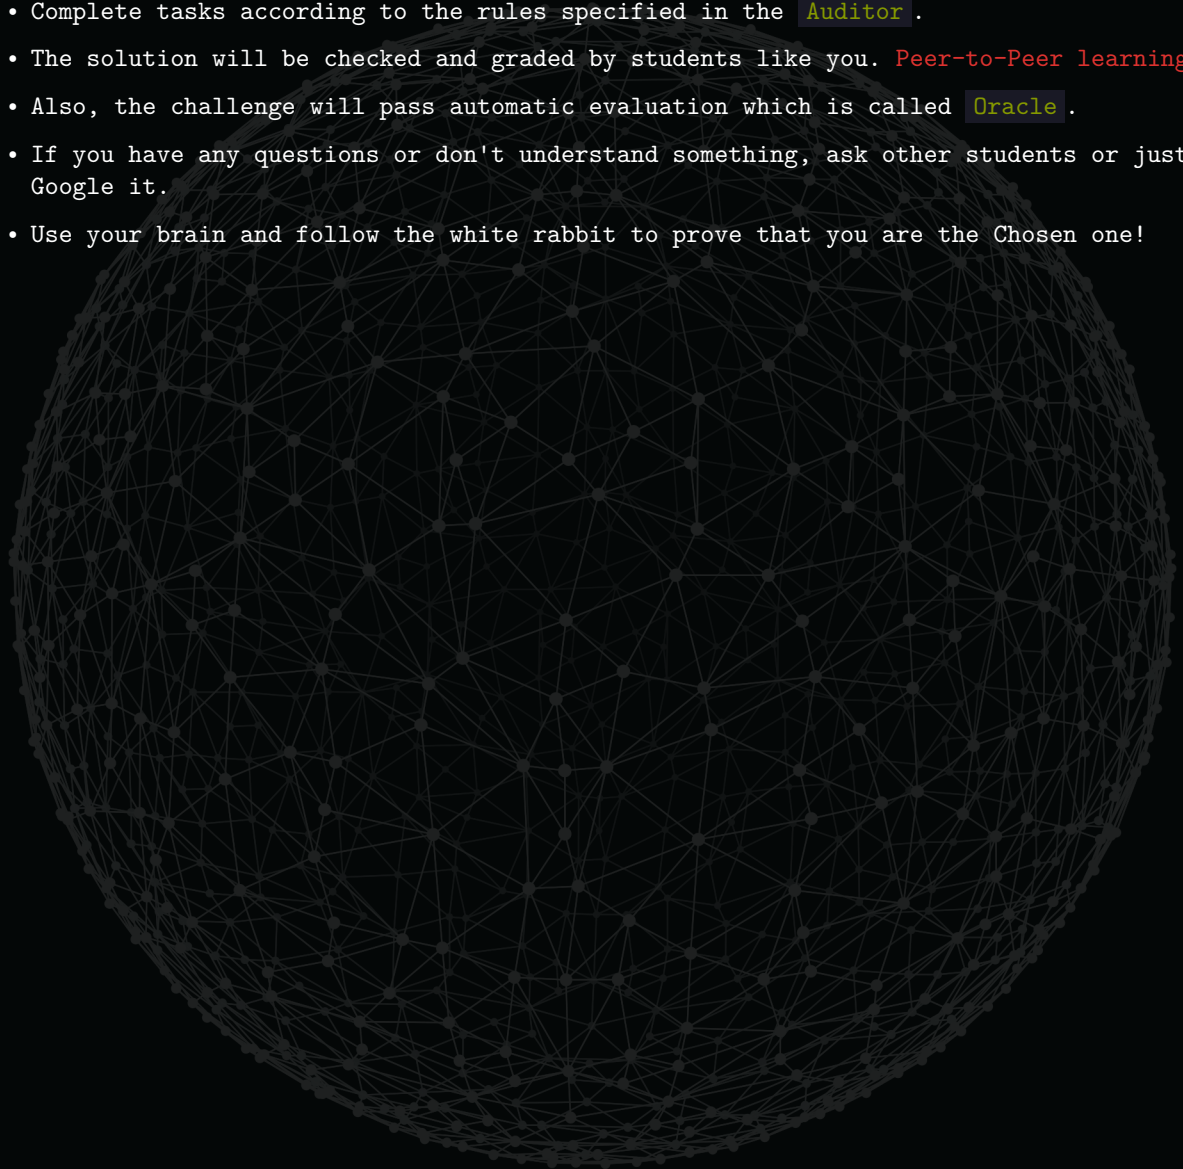 • Complete tasks according to the rules specified in the Auditor.
• The solution will be checked and graded by students like you. Peer-to-Peer learning
• Also, the challenge will pass automatic evaluation which is called Oracle.
• If you have any questions or don't understand something, ask other students or just
Google it.
• Use your brain and follow the white rabbit to prove that you are the Chosen one!